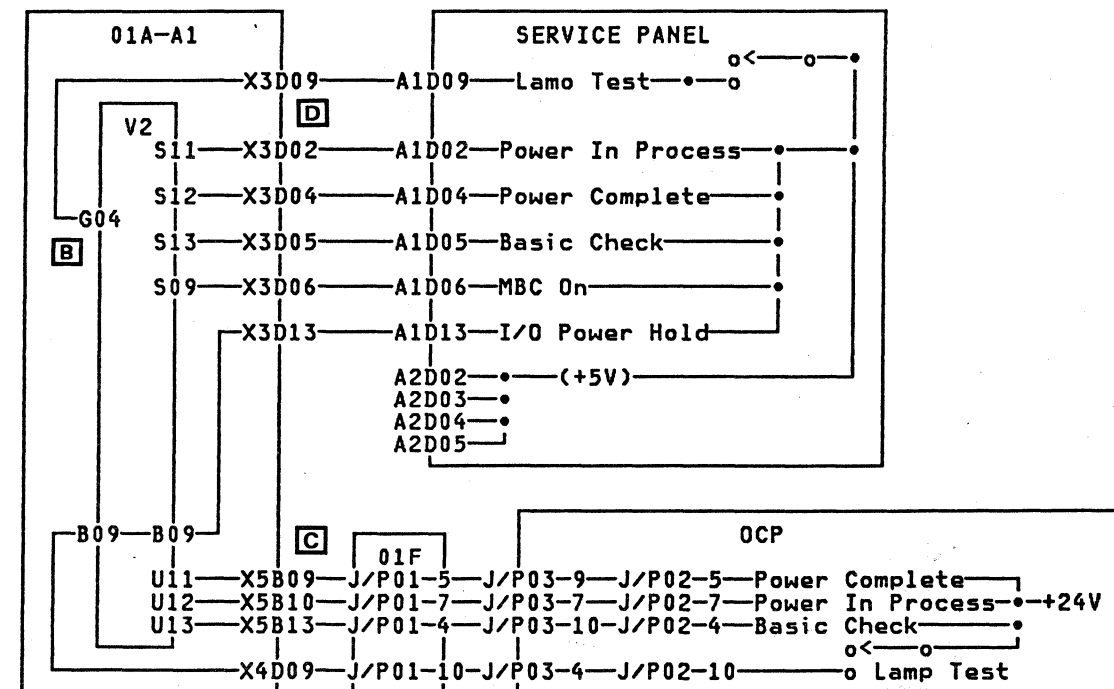 01A-A1 SERVICE PANEL
X3D09 A1D09 Lamo Test
D
V2
S11 X3D02 A1D02 Power In Process
S12 X3D04 A1D04 Power Complete
G04
S13 X3D05 A1D05 Basic Check
B
S09 X3D06 A1D06 MBC On
X3D13 A1D13 I/O Power Hold
A2D02 (+5V)
A2D03
A2D04
A2D05
B09 B09 C OCP
01F
U11 X5B09 J/P01-5 J/P03-9 J/P02-5 Power Complete
U12 X5B10 J/P01-7 J/P03-7 J/P02-7 Power In Process +24V
U13 X5B13 J/P01-4 J/P03-10 J/P02-4 Basic Check
X4D09 J/P01-10 J/P03-4 J/P02-10 Lamp Test